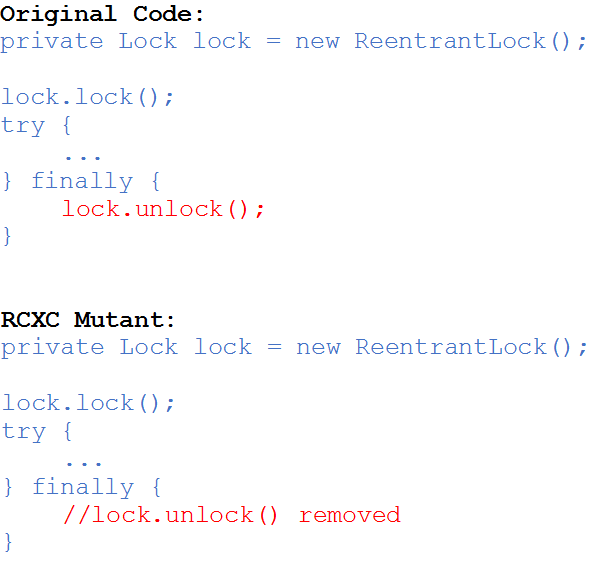 Original Code:
private Lock lock = new ReentrantLock();
lock.lock();
try {
...
} finally {
lock.unlock();
}
RCXC Mutant:
private Lock lock = new ReentrantLock();
lock.lock();
try {
...
} finally {
//lock.unlock() removed
}